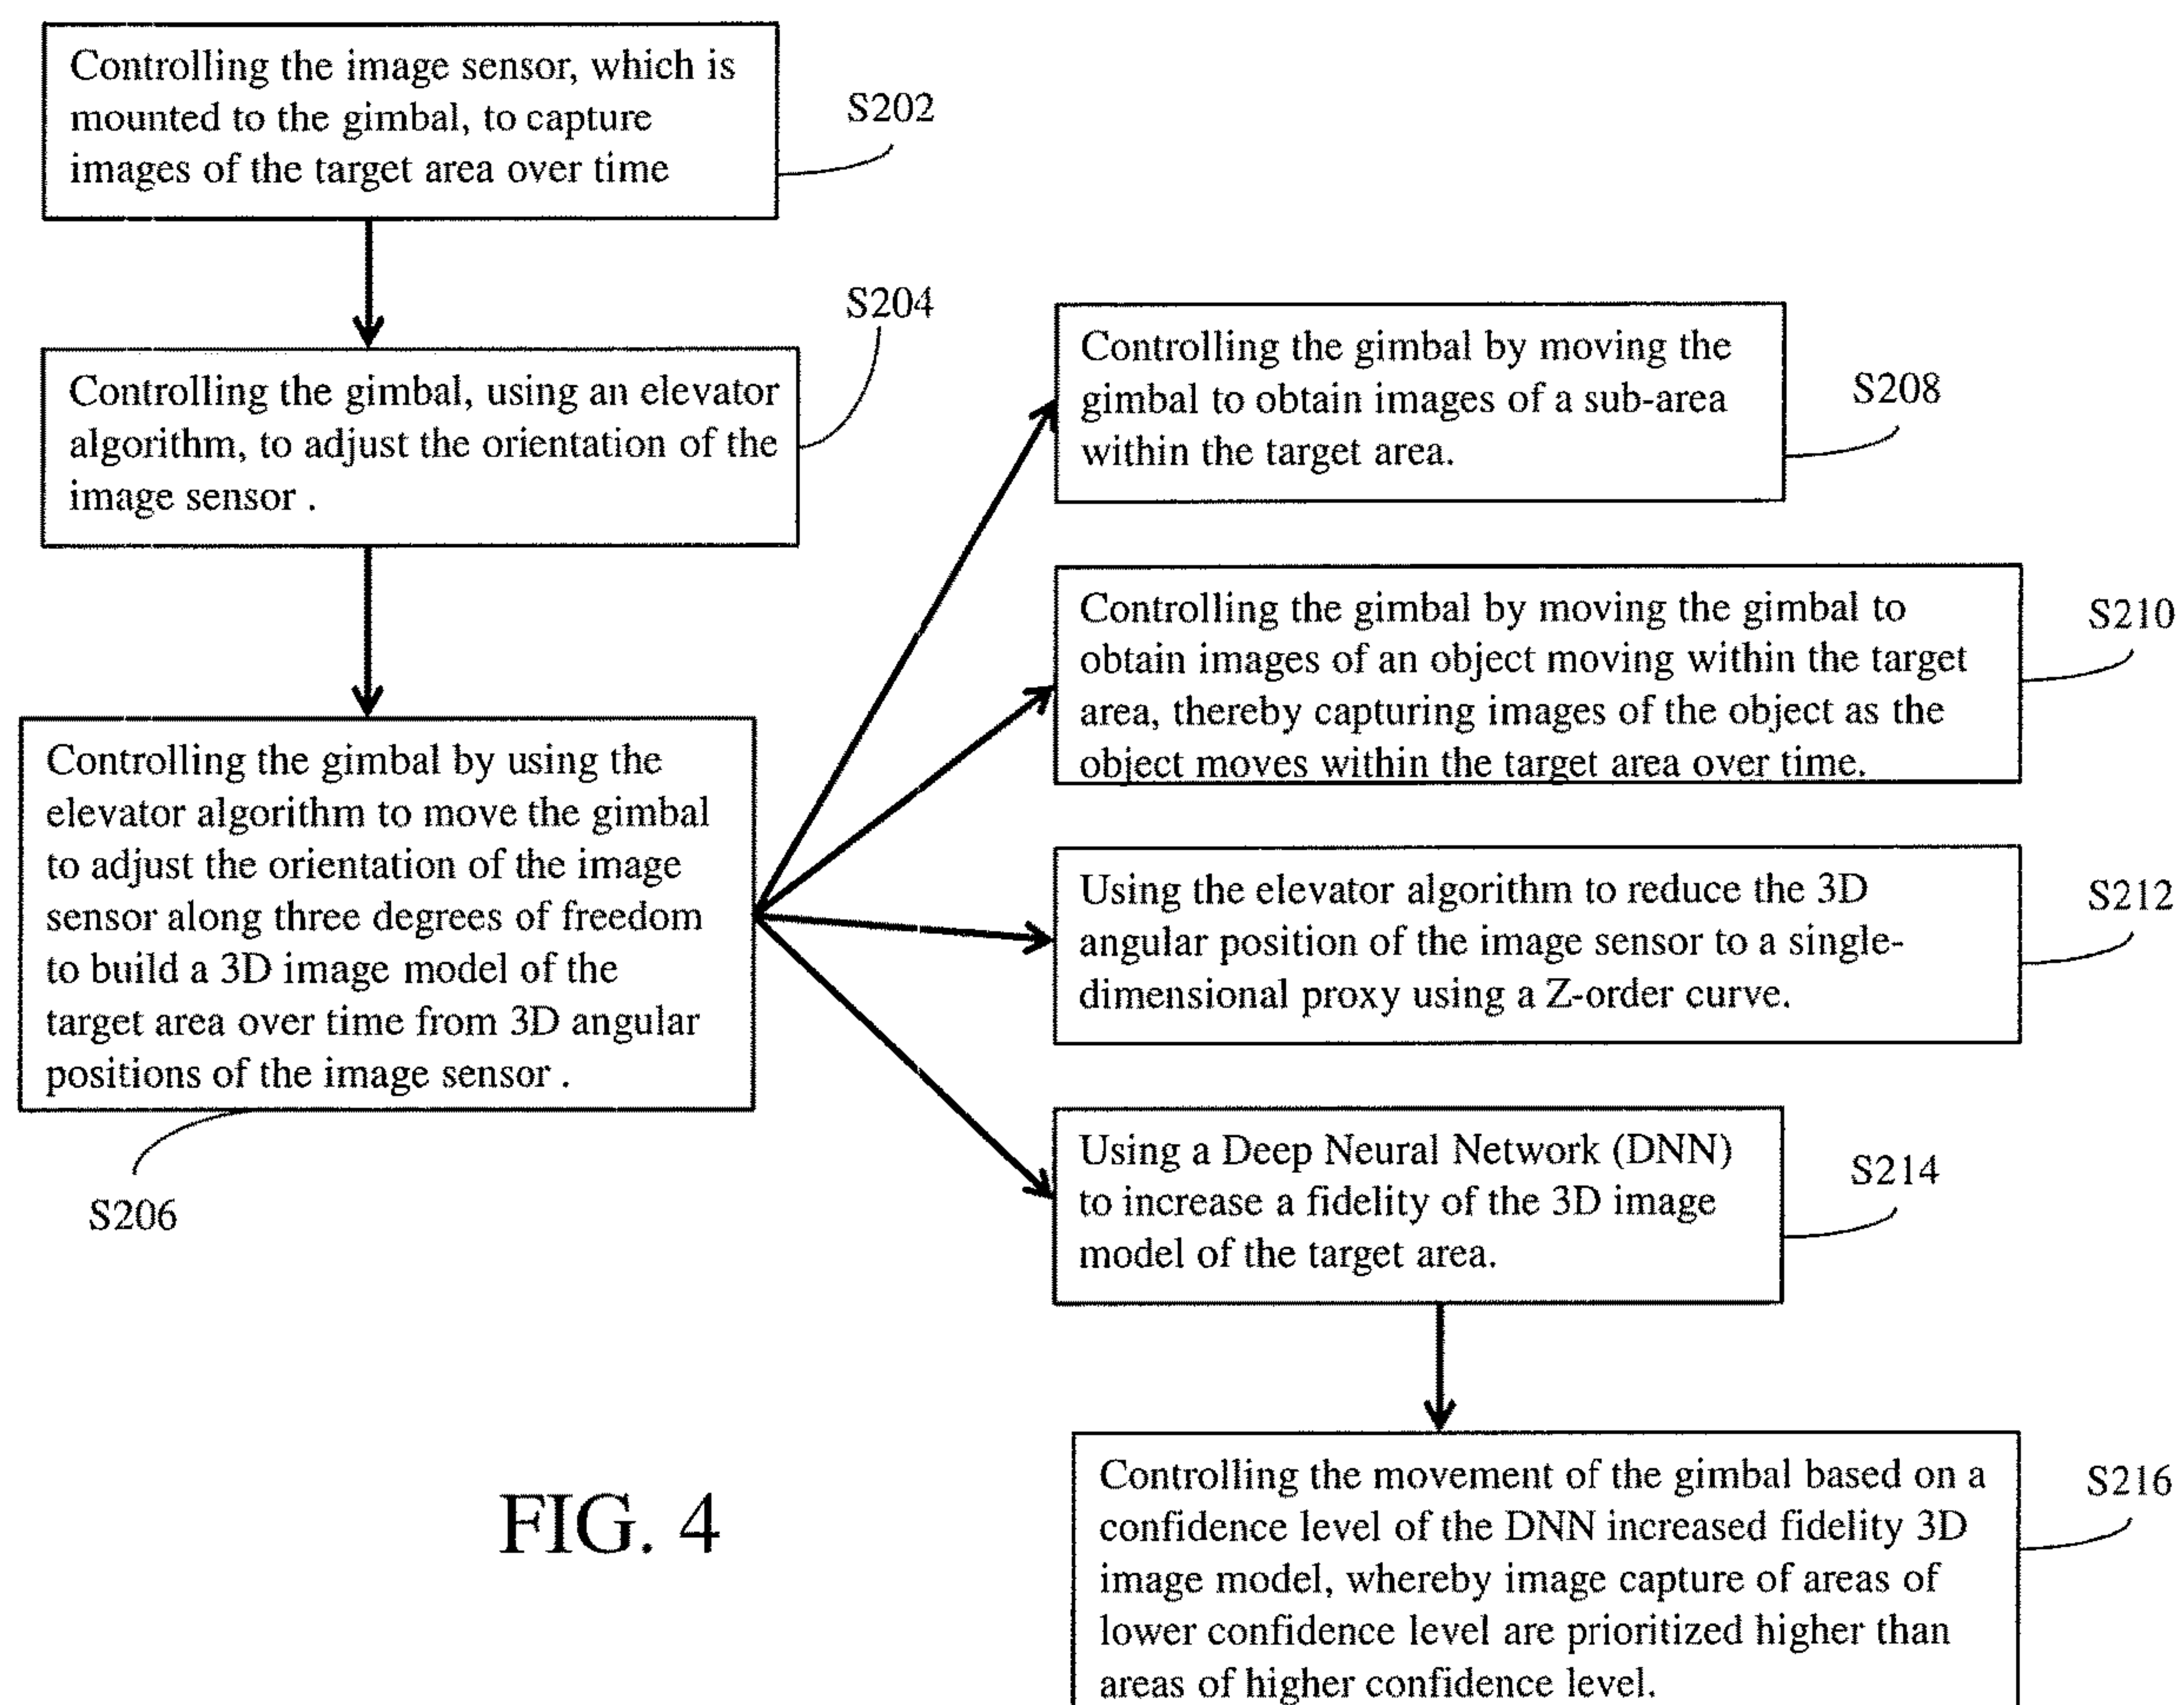 Controlling the image sensor, which is
mounted to the gimbal, to capture
images of the target area over time
S202
Controlling the gimbal, using an elevator
algorithm, to adjust the orientation of the
image sensor .
S204
Controlling the gimbal by using the
elevator algorithm to move the gimbal
to adjust the orientation of the image
sensor along three degrees of freedom
to build a 3D image model of the
target area over time from 3D angular
positions of the image sensor .
S206
Controlling the gimbal by moving the
gimbal to obtain images of a sub-area
within the target area.
S208
Controlling the gimbal by moving the gimbal to
obtain images of an object moving within the target
area, thereby capturing images of the object as the
object moves within the target area over time.
S210
Using the elevator algorithm to reduce the 3D
angular position of the image sensor to a single-
dimensional proxy using a Z-order curve.
S212
Using a Deep Neural Network (DNN)
to increase a fidelity of the 3D image
model of the target area.
S214
Controlling the movement of the gimbal based on a
confidence level of the DNN increased fidelity 3D
image model, whereby image capture of areas of
lower confidence level are prioritized higher than
areas of higher confidence level.
S216
FIG. 4